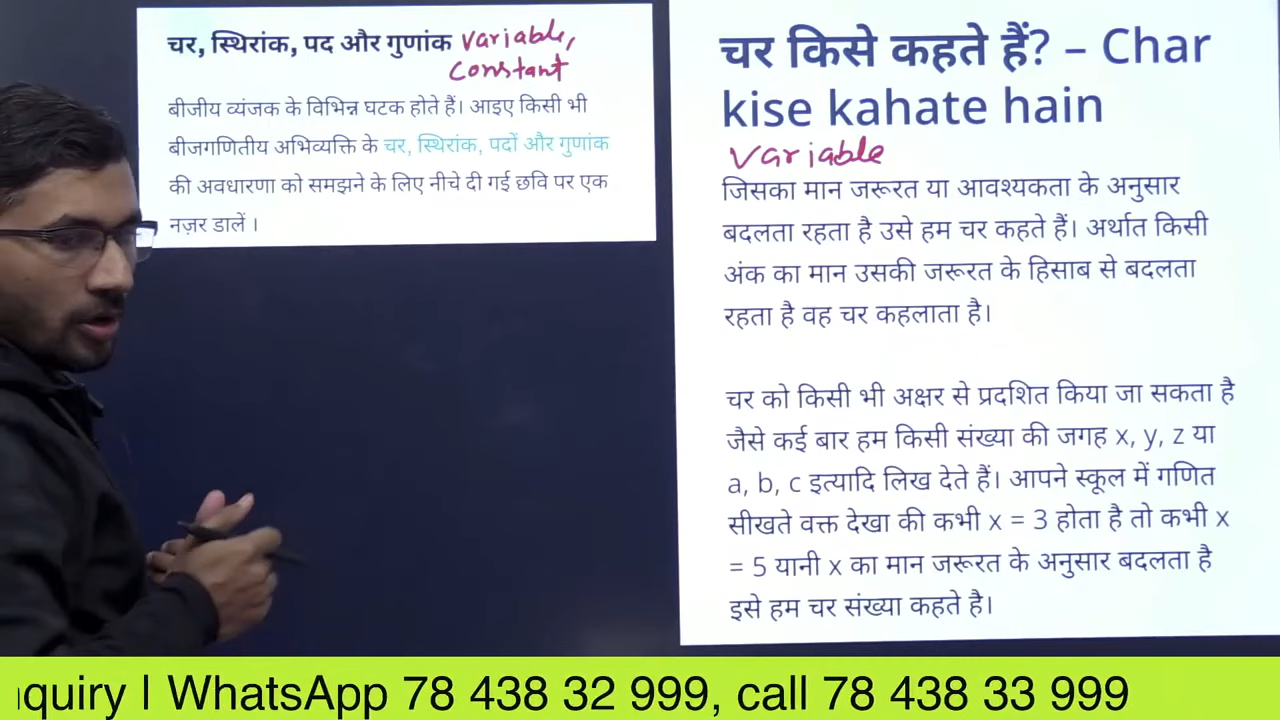 चर, स्थिरांक, पद और गुणांक variable,
constant
बीजीय व्यंजक के विभिन्न घटक होते हैं। आइए किसी भी
बीजगणितीय अभिव्यक्ति के चर, स्थिरांक, पदों और गुणांक
की अवधारणा को समझने के लिए नीचे दी गई छवि पर एक
नज़र डालें ।
चर किसे कहते हैं? – Char
kise kahate hain
variable
जिसका मान जरूरत या आवश्यकता के अनुसार
बदलता रहता है उसे हम चर कहते हैं। अर्थात किसी
अंक का मान उसकी जरूरत के हिसाब से बदलता
रहता है वह चर कहलाता है।
चर को किसी भी अक्षर से प्रदशित किया जा सकता है
जैसे कई बार हम किसी संख्या की जगह x, y, z या
a, b, c इत्यादि लिख देते हैं। आपने स्कूल में गणित
सीखते वक्त देखा की कभी x = 3 होता है तो कभी x
= 5 यानी x का मान जरूरत के अनुसार बदलता है
इसे हम चर संख्या कहते है।
nquiry I WhatsApp 78 438 32 999, call 78 438 33 999